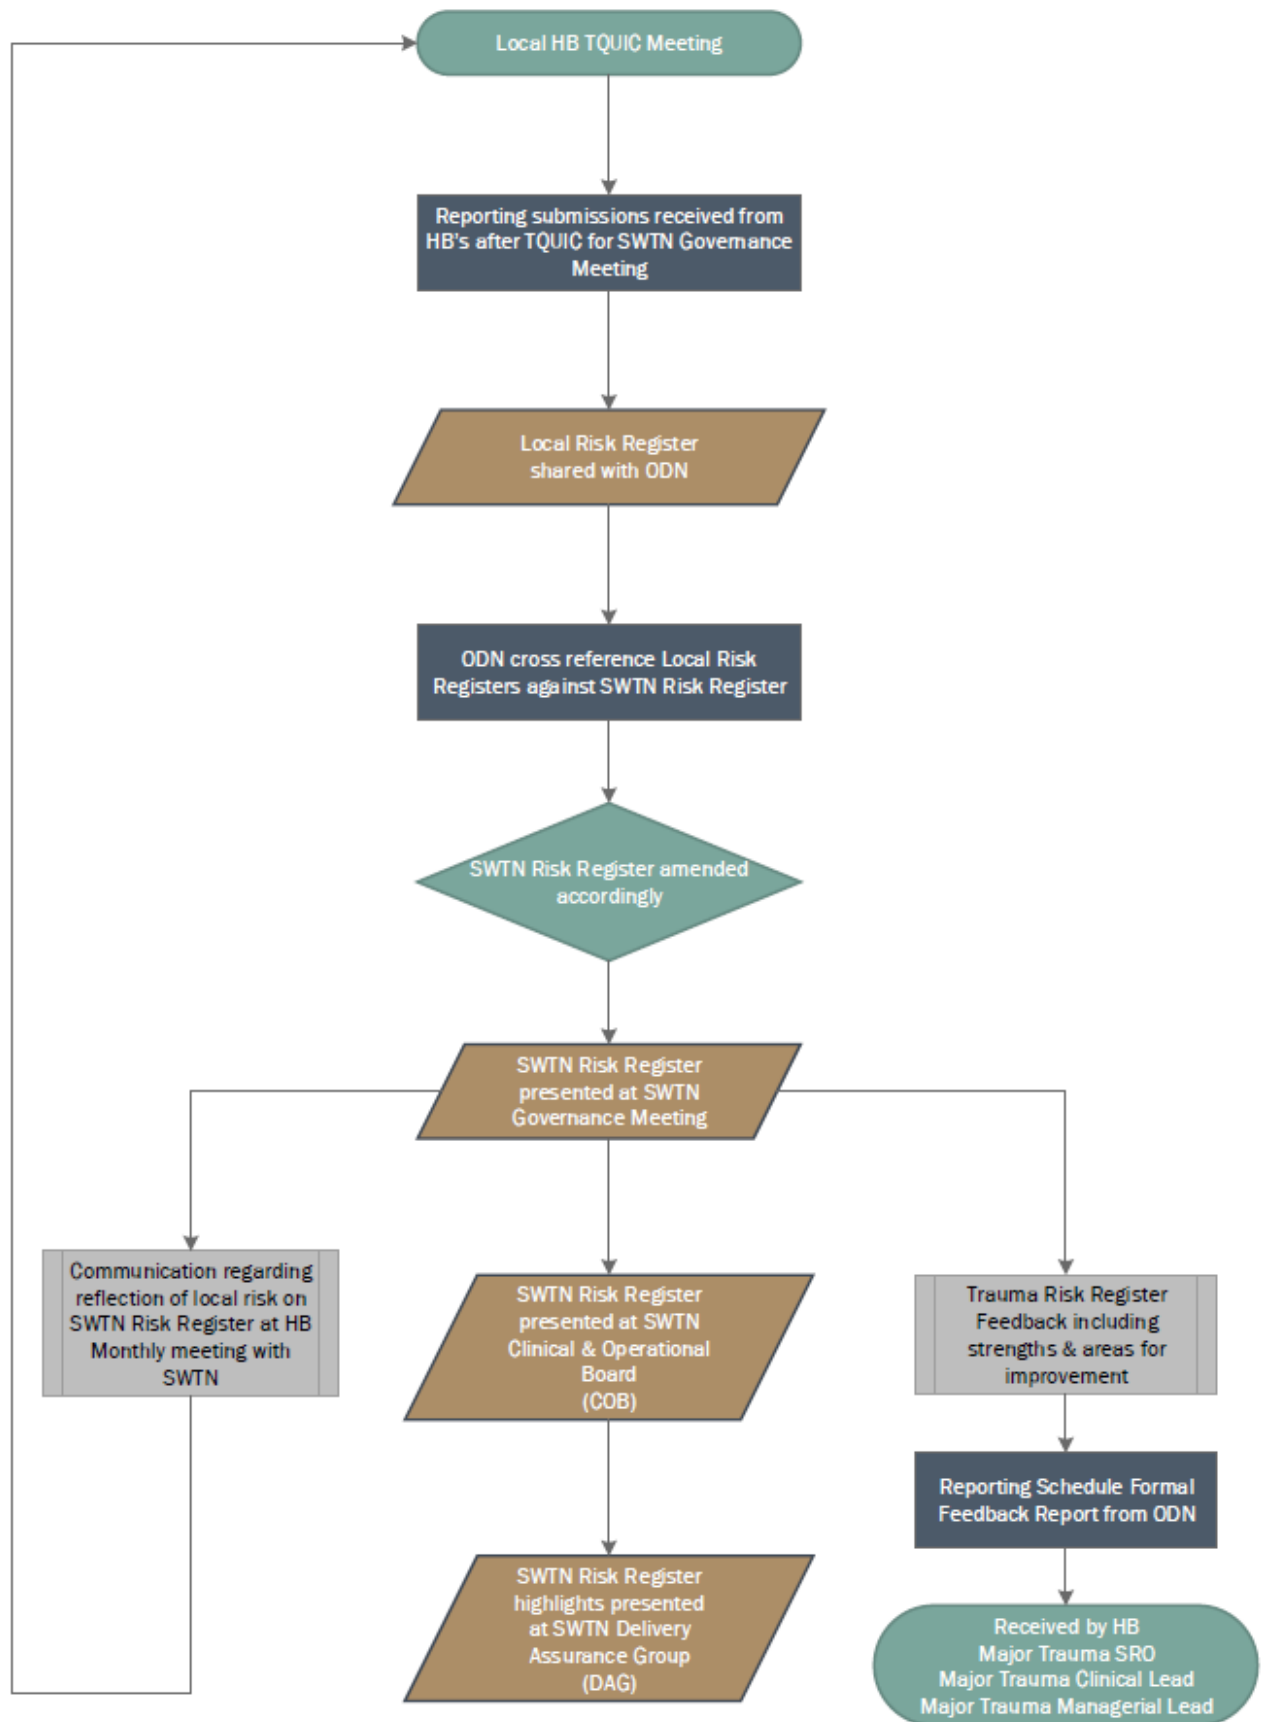 Local HB TQUIC Meeting
Reporting submissions received from
HB's after TQUIC for SWTN Governance
Meeting
Local Risk Register
shared with ODN
ODN cross reference Local Risk
Registers against SWTN Risk Register
SWTN Risk Register amended
accordingly
SWTN Risk Register
presented at SWTN
Governance Meeting
Communication regarding
reflection of local risk on
SWTN Risk Register at HB
Monthly meeting with
SWTN
SWTN Risk Register
presented at SWTN
Clinical & Operational
Board
(COB)
Trauma Risk Register
Feedback including
strengths & areas for
improvement
Reporting Schedule Formal
Feedback Report from ODN
SWTN Risk Register
highlights presented
at SWTN Delivery
Assurance Group
(DAG)
Received by HB
Major Trauma SRO
Major Trauma Clinical Lead
Major Trauma Managerial Lead